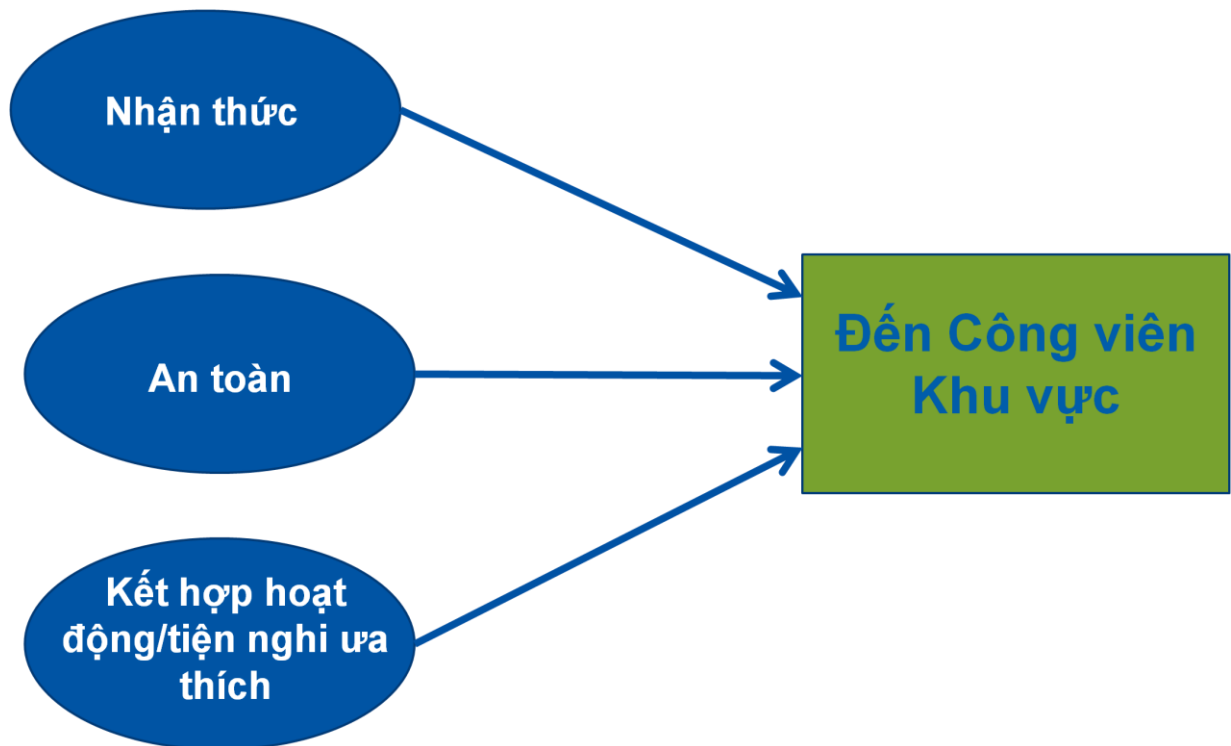 Nhận thức
An toàn
Kết hợp hoạt
động/tiện nghi ưa
thích
Đến Công viên
Khu vực